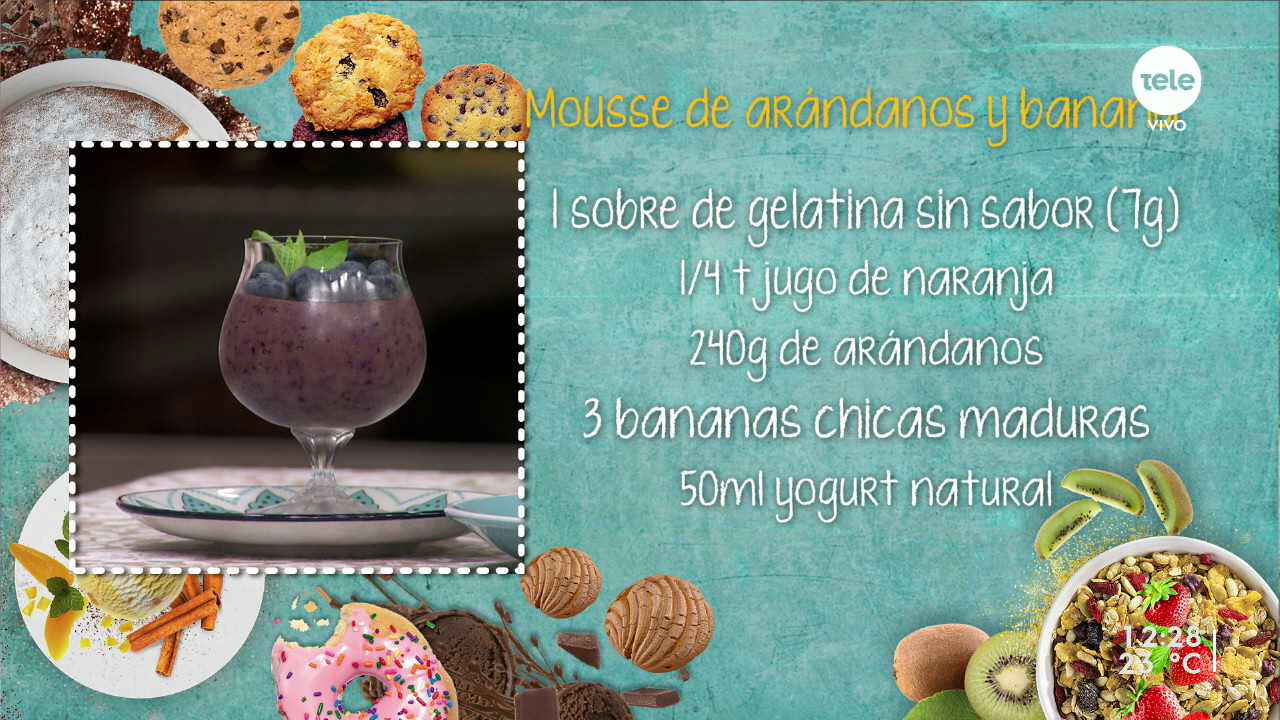 Mousse de arándanos y banana
tele
vivo
1 sobre de gelatina sin sabor (7g)
1/4 t jugo de naranja
240g de arándanos
3 bananas chicas maduras
50ml yogurt natural
12:28
23 °C